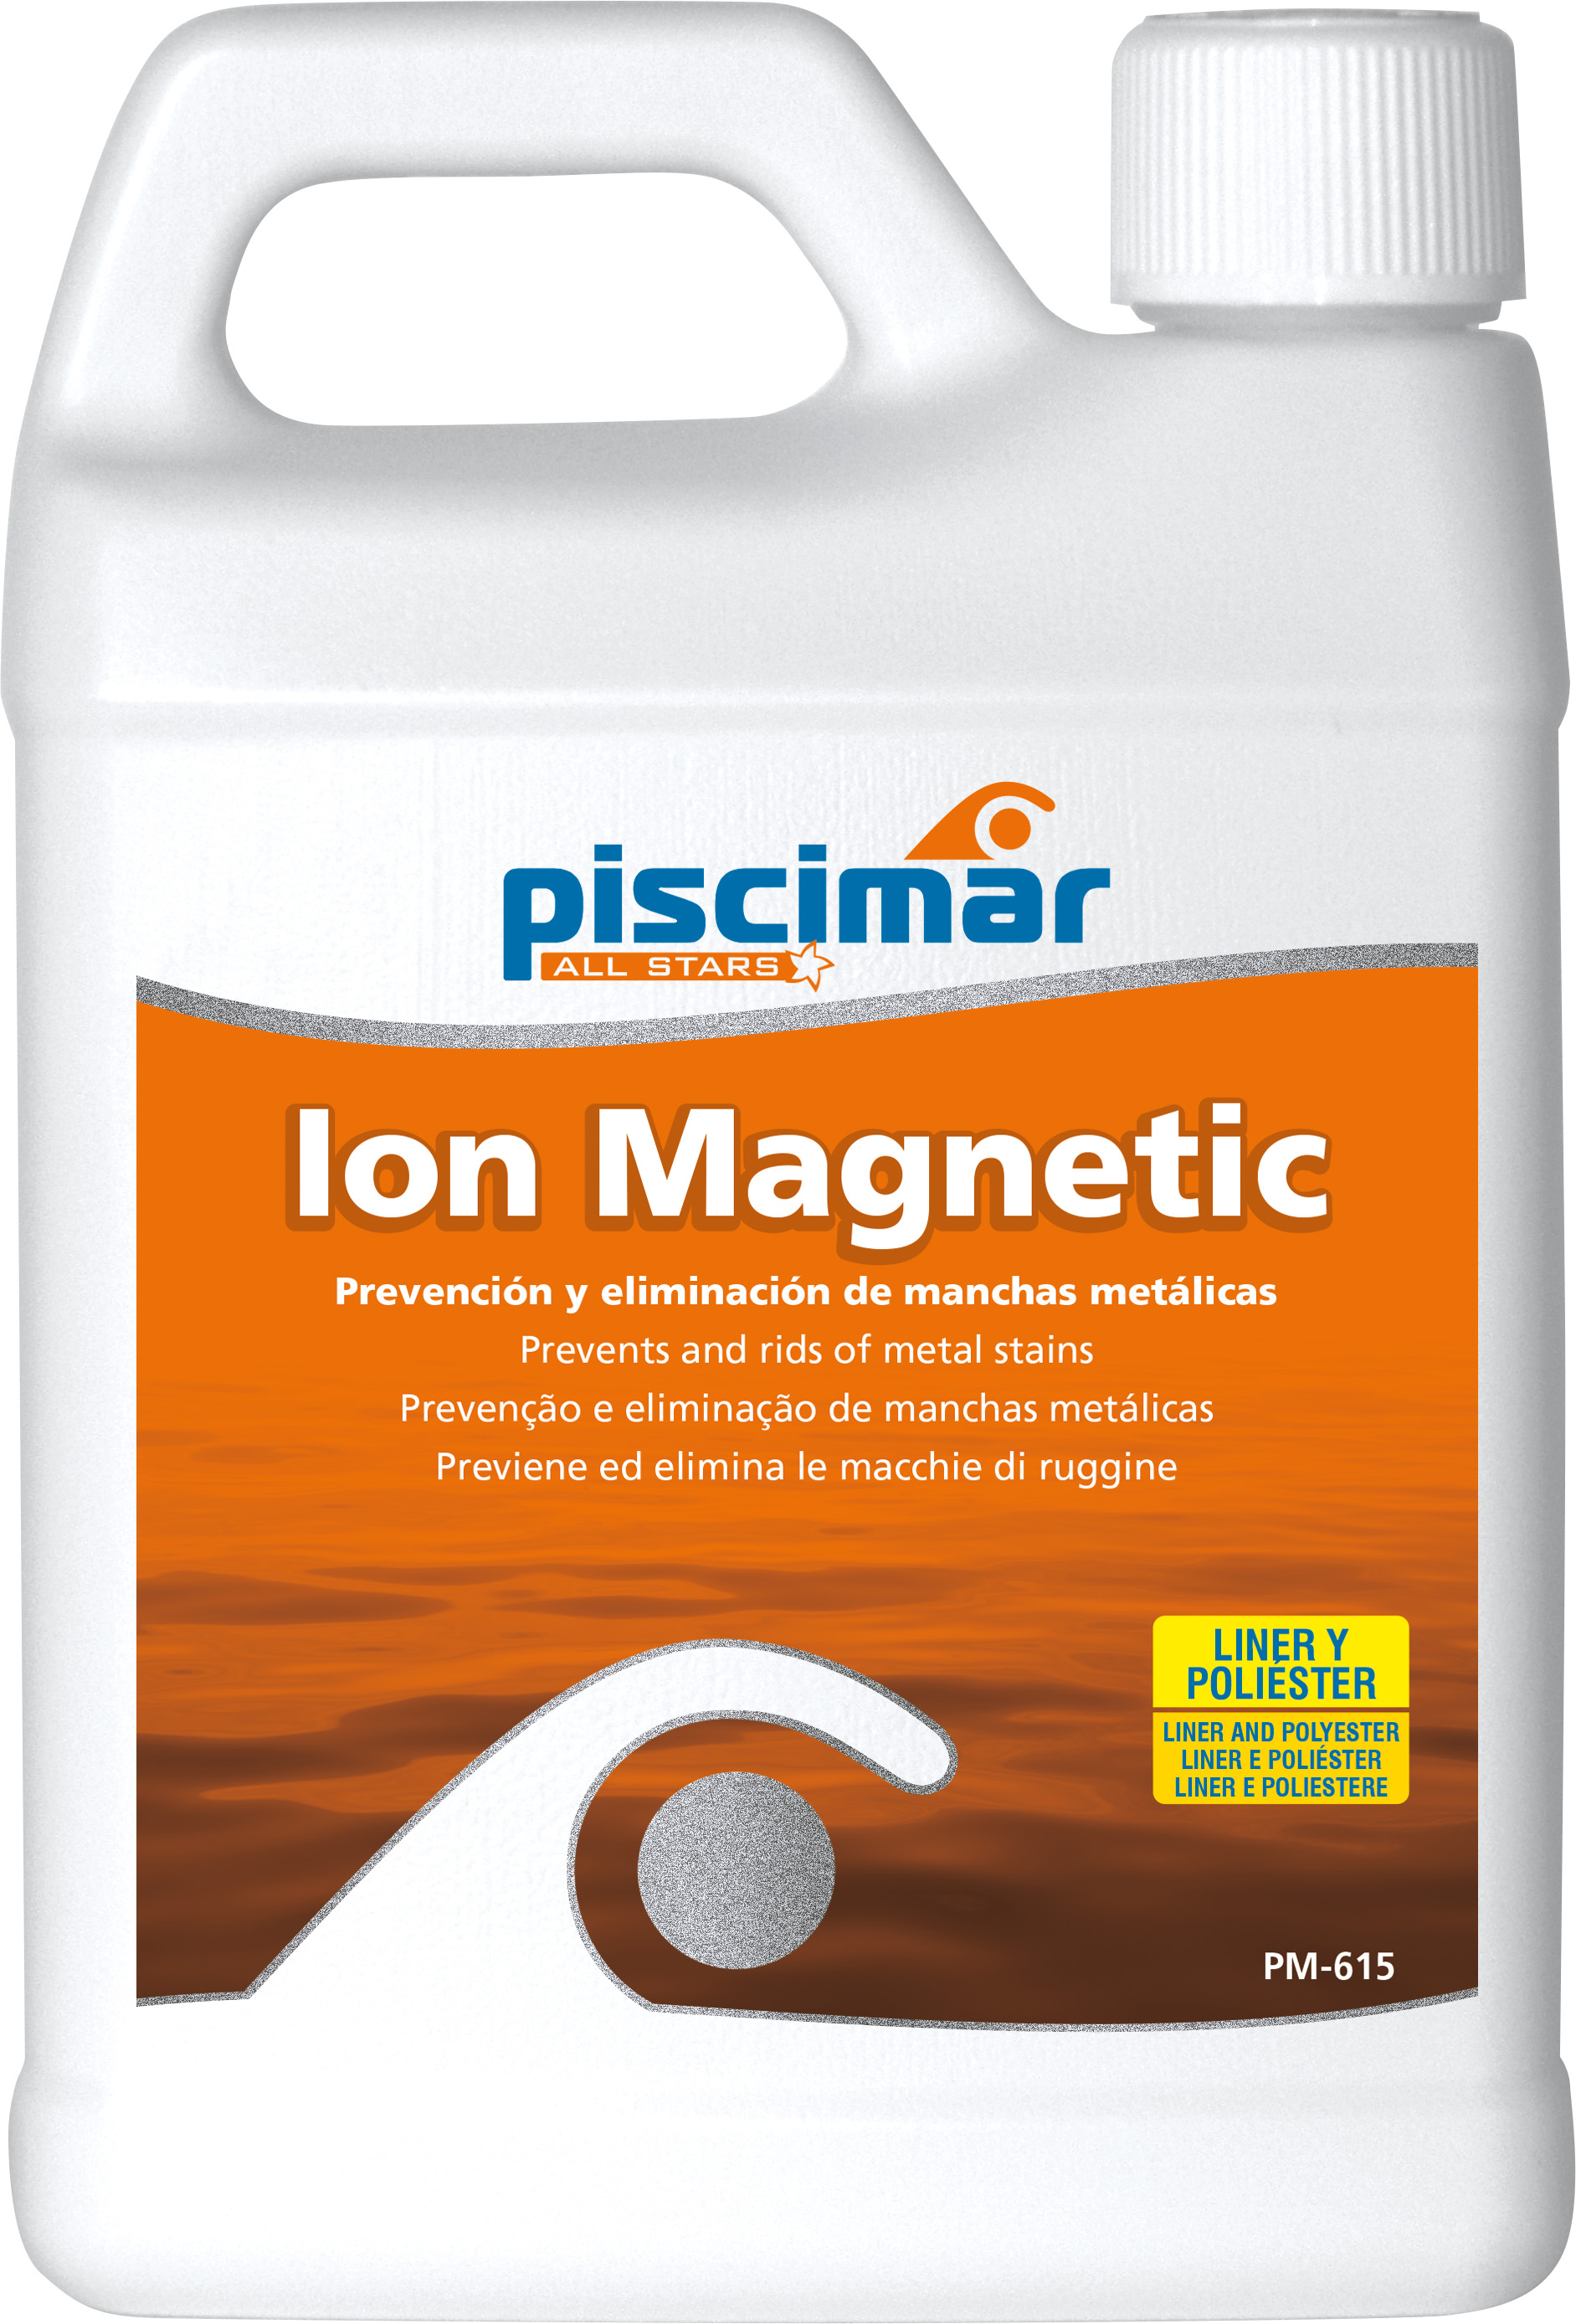 piscimar
ALL STARS
Ion Magnetic
Prevención y eliminación de manchas metálicas
Prevents and rids of metal stains
Prevenção e eliminação de manchas metálicas
Previene ed elimina le macchie di ruggine
LINER Y
POLIÉSTER
LINER AND POLYESTER
LINER E POLIÉSTER
LINER E POLIESTERE
PM-615